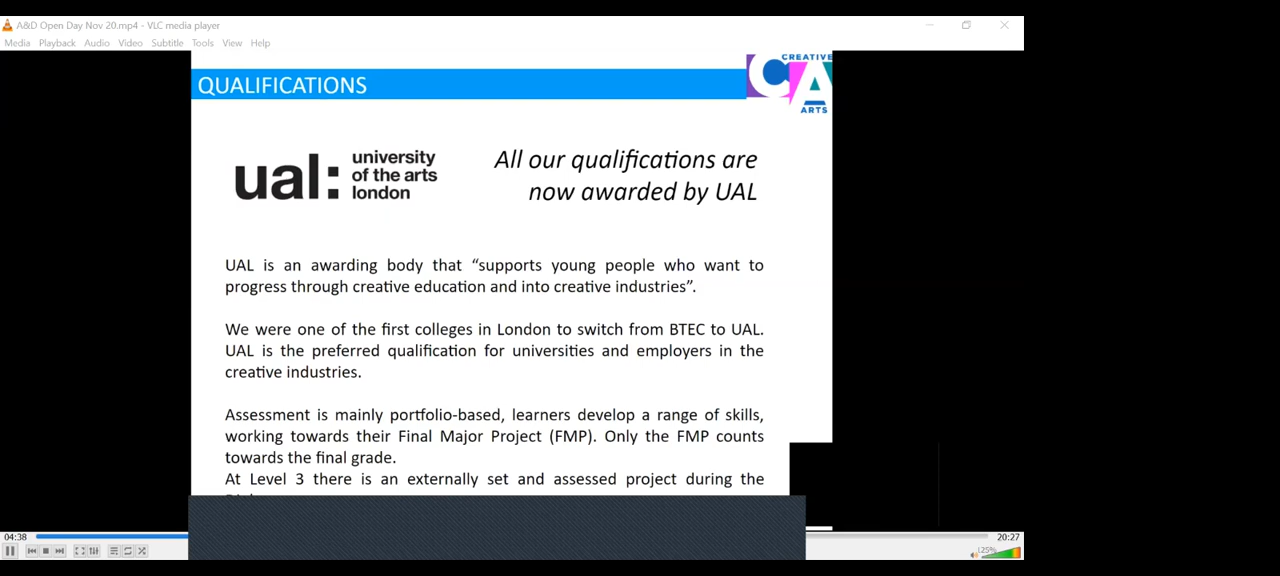 A&D Open Day Nov 20.mp4 - VLC media player
Media Playback Audio Video Subtitle Tools View Help
QUALIFICATIONS
CREATIVE
CA
ARTS
ual:
university
of the arts
london
All our qualifications are
now awarded by UAL
UAL is an awarding body that “supports young people who want to
progress through creative education and into creative industries”.
We were one of the first colleges in London to switch from BTEC to UAL.
UAL is the preferred qualification for universities and employers in the
creative industries.
Assessment is mainly portfolio-based, learners develop a range of skills,
working towards their Final Major Project (FMP). Only the FMP counts
towards the final grade.
At Level 3 there is an externally set and assessed project during the
04:38
20:27
125%